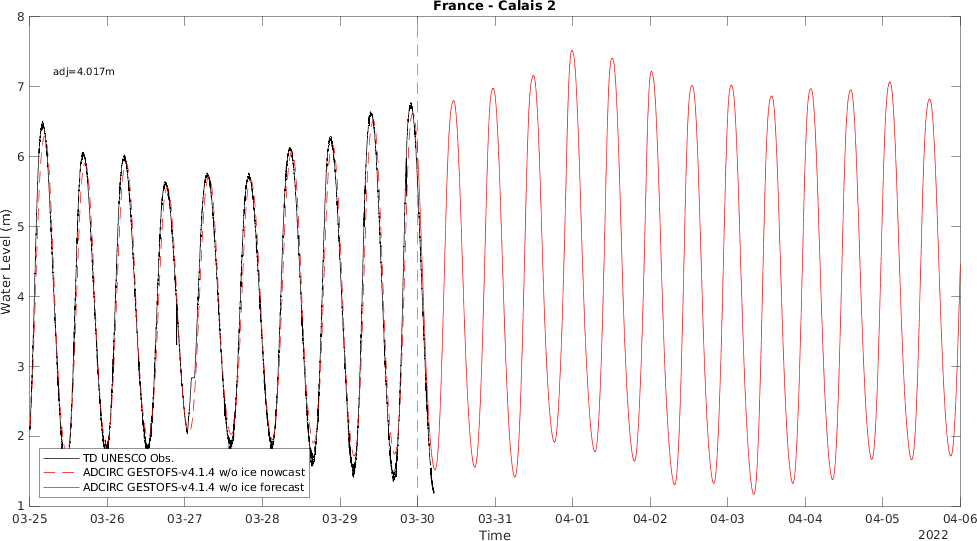 France - Calais 2
8
7
6
5
4
3
2
1
Water Level (m)
adj=4.017m
TD UNESCO Obs.
ADCIRC GESTOFS-v4.1.4 w/o ice nowcast
ADCIRC GESTOFS-v4.1.4 w/o ice forecast
03-25 03-26 03-27 03-28 03-29 03-30 03-31 04-01 04-02 04-03 04-04 04-05 04-06
Time
2022